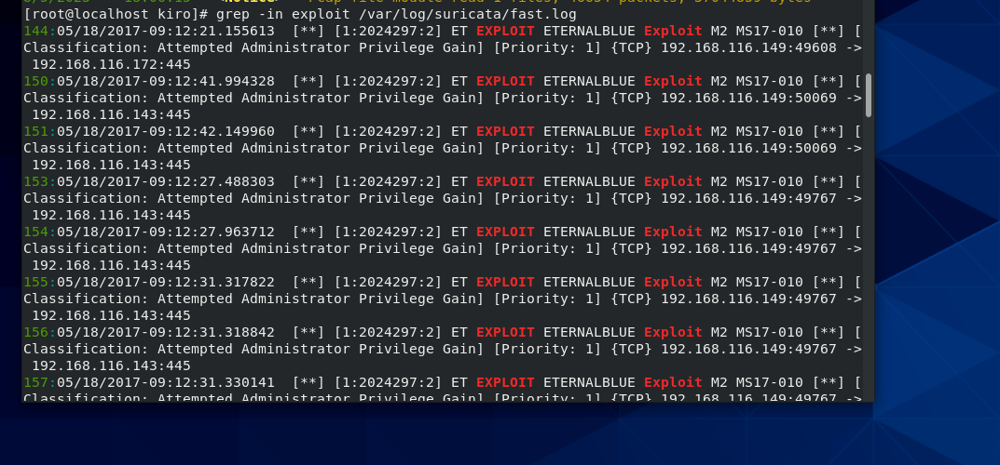 [root@localhost kiro]# grep -in exploit /var/log/suricata/fast.log
144:05/18/2017-09:12:21.155613  [**] [1:2024297:2] ET EXPLOIT ETERNALBLUE Exploit M2 MS17-010 [**] [
Classification: Attempted Administrator Privilege Gain] [Priority: 1] {TCP} 192.168.116.149:49608 ->
 192.168.116.172:445
150:05/18/2017-09:12:41.994328  [**] [1:2024297:2] ET EXPLOIT ETERNALBLUE Exploit M2 MS17-010 [**] [
Classification: Attempted Administrator Privilege Gain] [Priority: 1] {TCP} 192.168.116.149:50069 ->
 192.168.116.143:445
151:05/18/2017-09:12:42.149960  [**] [1:2024297:2] ET EXPLOIT ETERNALBLUE Exploit M2 MS17-010 [**] [
Classification: Attempted Administrator Privilege Gain] [Priority: 1] {TCP} 192.168.116.149:50069 ->
 192.168.116.143:445
153:05/18/2017-09:12:27.488303  [**] [1:2024297:2] ET EXPLOIT ETERNALBLUE Exploit M2 MS17-010 [**] [
Classification: Attempted Administrator Privilege Gain] [Priority: 1] {TCP} 192.168.116.149:49767 ->
 192.168.116.143:445
154:05/18/2017-09:12:27.963712  [**] [1:2024297:2] ET EXPLOIT ETERNALBLUE Exploit M2 MS17-010 [**] [
Classification: Attempted Administrator Privilege Gain] [Priority: 1] {TCP} 192.168.116.149:49767 ->
 192.168.116.143:445
155:05/18/2017-09:12:31.317822  [**] [1:2024297:2] ET EXPLOIT ETERNALBLUE Exploit M2 MS17-010 [**] [
Classification: Attempted Administrator Privilege Gain] [Priority: 1] {TCP} 192.168.116.149:49767 ->
 192.168.116.143:445
156:05/18/2017-09:12:31.318842  [**] [1:2024297:2] ET EXPLOIT ETERNALBLUE Exploit M2 MS17-010 [**] [
Classification: Attempted Administrator Privilege Gain] [Priority: 1] {TCP} 192.168.116.149:49767 ->
 192.168.116.143:445
157:05/18/2017-09:12:31.330141  [**] [1:2024297:2] ET EXPLOIT ETERNALBLUE Exploit M2 MS17-010 [**] [
Classification: Attempted Administrator Privilege Gain] [Priority: 1] {TCP} 192.168.116.149:49767 ->